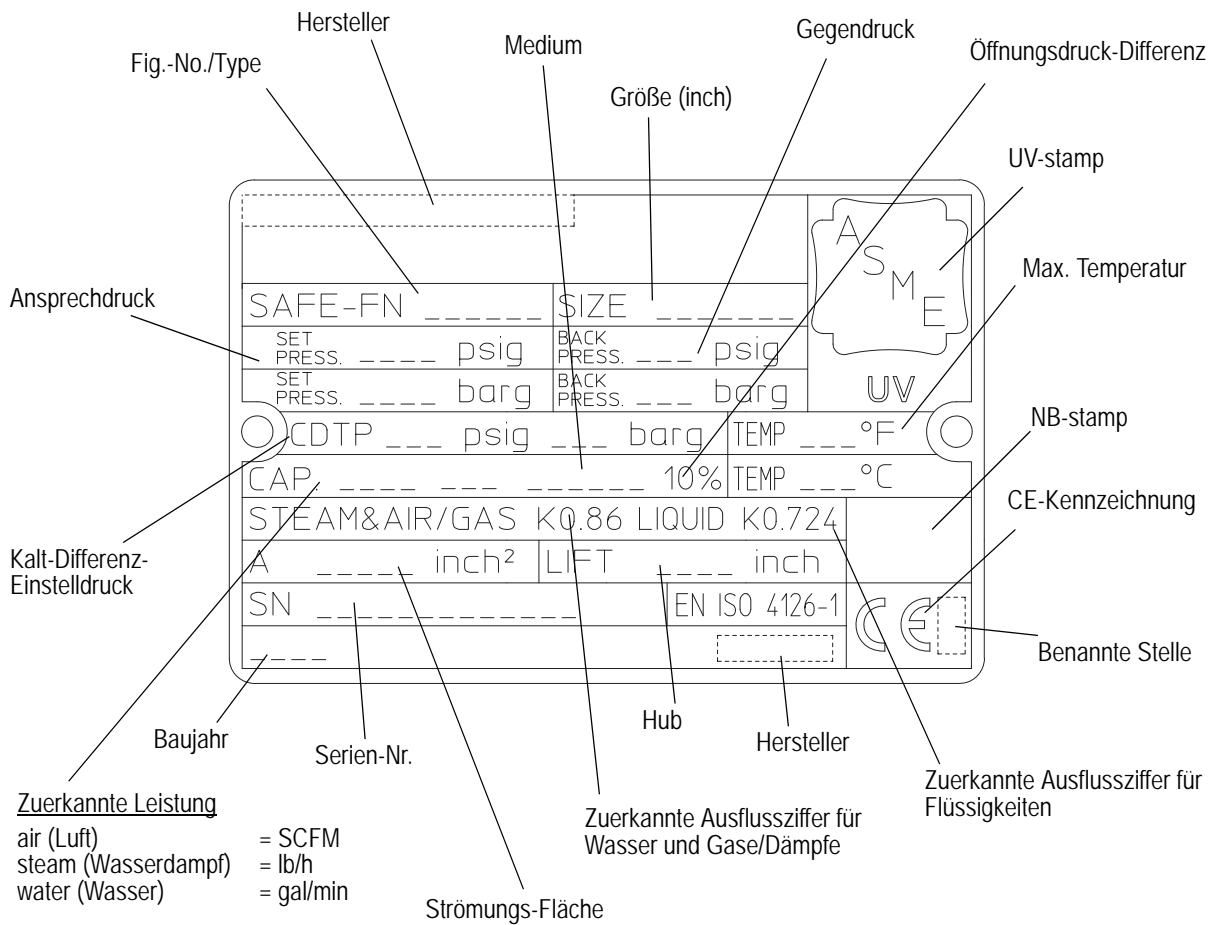 Hersteller
Fig.-No./Type
Medium
Größe (inch)
Gegendruck
Öffnungsdruck-Differenz
UV-stamp
Max. Temperatur
Ansprechdruck
ASME
SAFE-FN ______ SIZE _______
SET PRESS. ____ psig BACK PRESS. ___ psig
SET PRESS. ____ barg BACK PRESS. ___ barg
UV
CDTP ___ psig ___ barg TEMP ___°F
CAP. ____ ___ ______ 10% TEMP ___°C
STEAM&AIR/GAS K0.86 LIQUID K0.724
A _____ inch² LIFT ____ inch
SN _____________ EN ISO 4126-1
CE
____
NB-stamp
CE-Kennzeichnung
Kalt-Differenz-
Einstelldruck
Benannte Stelle
Baujahr
Serien-Nr.
Hub
Hersteller
Zuerkannte Leistung
air (Luft) = SCFM
steam (Wasserdampf) = lb/h
water (Wasser) = gal/min
Strömungs-Fläche
Zuerkannte Ausflussziffer für
Wasser und Gase/Dämpfe
Zuerkannte Ausflussziffer für
Flüssigkeiten